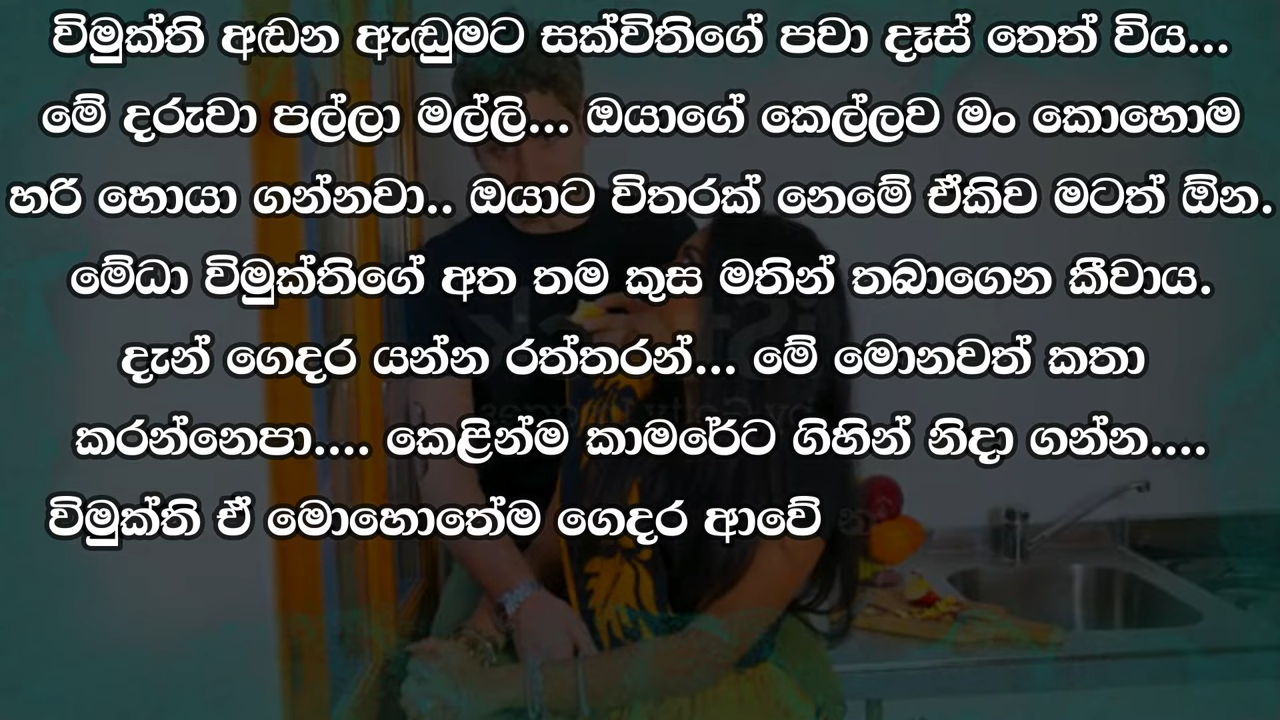 විමුක්ති අඬන ඇඬුමට සක්විතිගේ පවා දෑස් තෙත් විය...
මේ දරුවා පල්ලා මල්ලි... ඔයාගේ කෙල්ලව මං කොහොම
හරි හොයා ගන්නවා.. ඔයාට විතරක් නෙමේ ඒකිව මටත් ඕන.
මේධා විමුක්තිගේ අත තම කුස මතින් තබාගෙන කීවාය.
දැන් ගෙදර යන්න රත්තරන්... මේ මොනවත් කතා
කරන්නෙපා.... කෙළින්ම කාමරේට ගිහින් නිදා ගන්න....
විමුක්ති ඒ මොහොතේම ගෙදර ආවේ